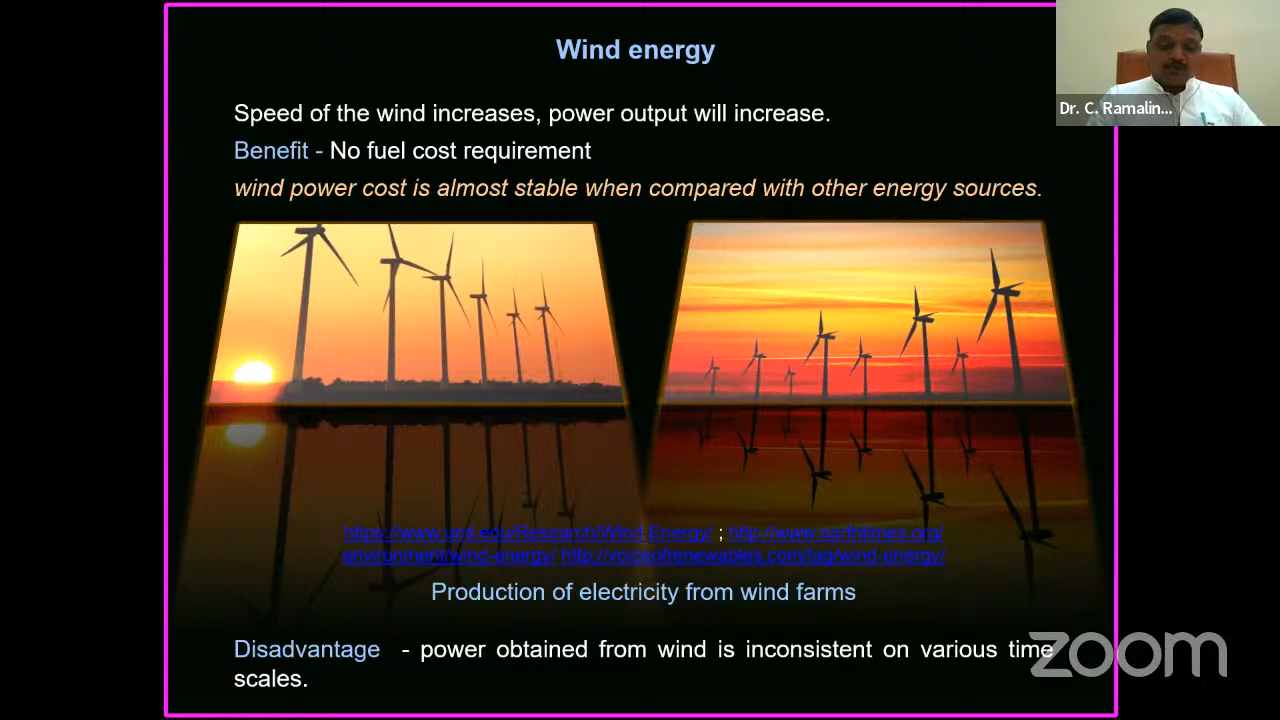 Wind energy
Dr. C. Ramalin...
Speed of the wind increases, power output will increase.
Benefit - No fuel cost requirement
wind power cost is almost stable when compared with other energy sources.
https://www.uml.edu/Research/Wind_Energy/ ; http://www.earthtimes.org/
environment/wind-energy/ http://voiceofrenewables.com/tag/wind-energy/
Production of electricity from wind farms
Disadvantage - power obtained from wind is inconsistent on various time
scales.
zoom